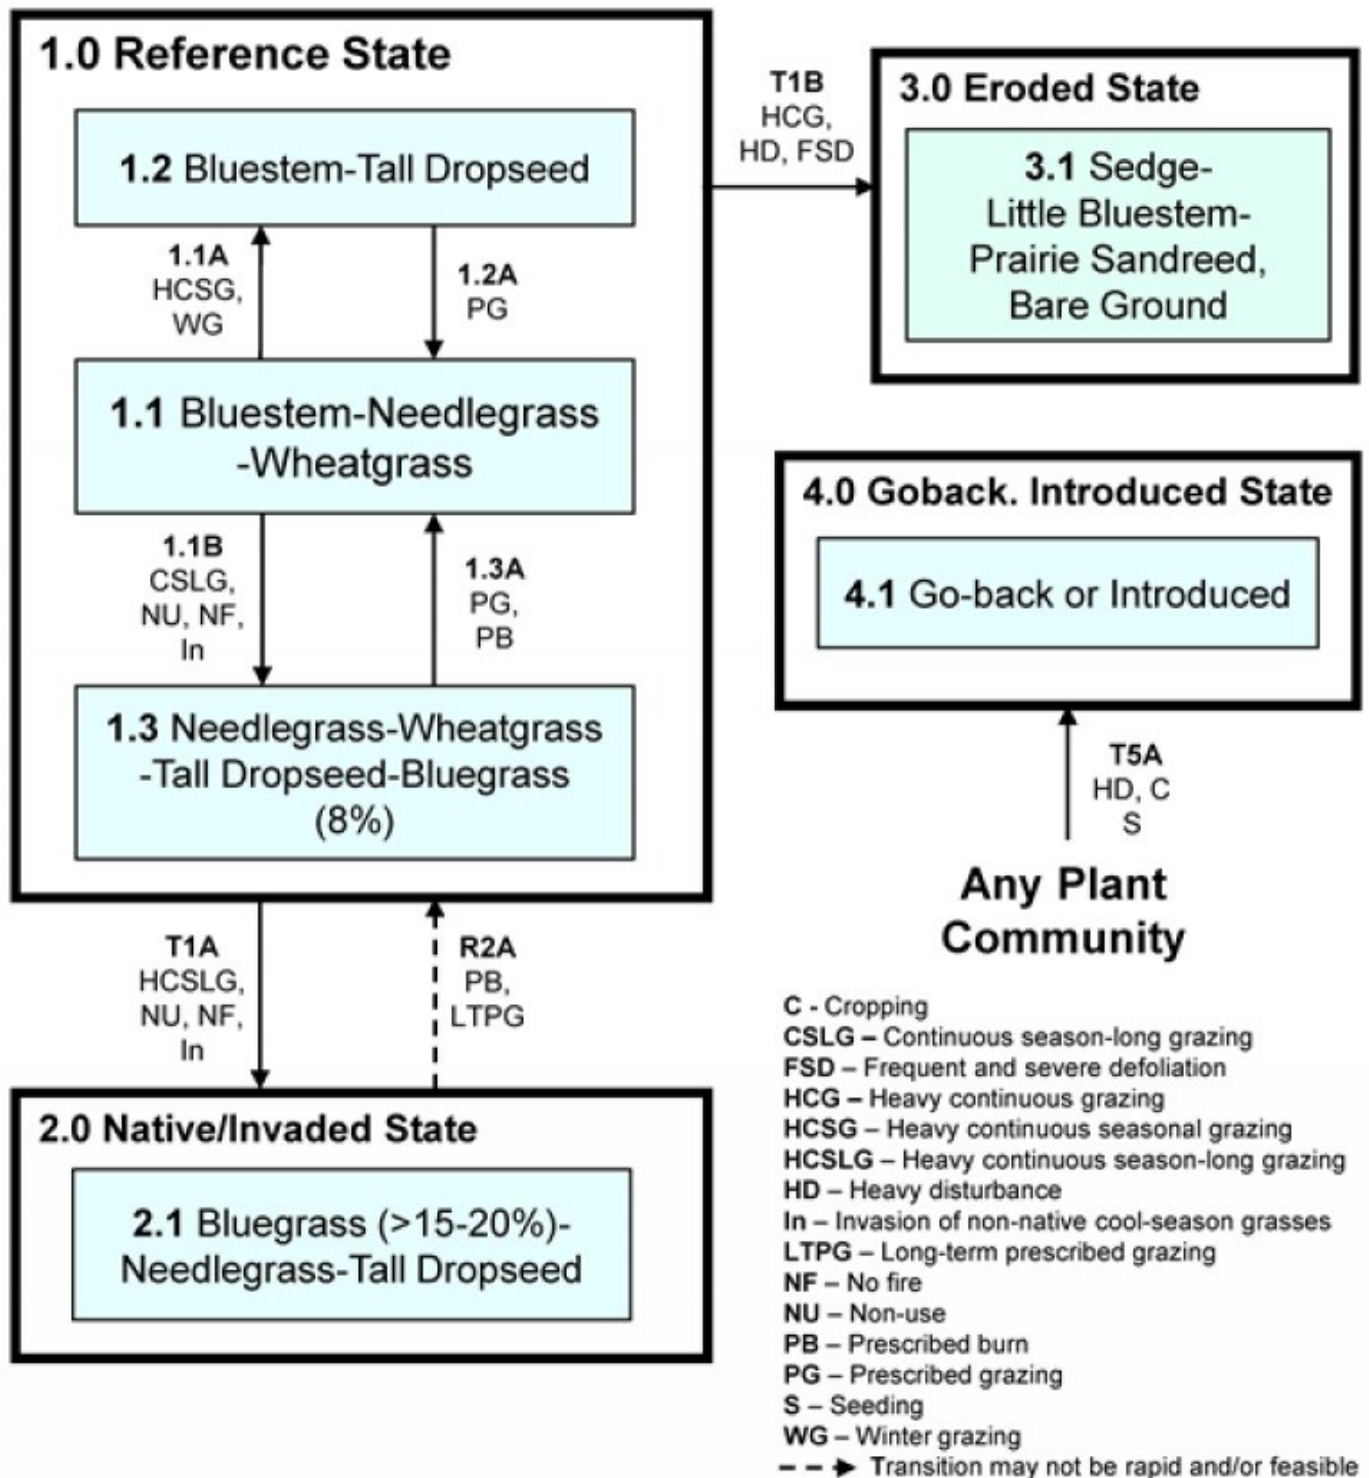 1.0 Reference State
1.2 Bluestem-Tall Dropseed
1.1A
HCSG,
WG
1.2A
PG
1.1 Bluestem-Needlegrass
-Wheatgrass
1.1B
CSLG,
NU, NF,
In
1.3A
PG,
PB
1.3 Needlegrass-Wheatgrass
-Tall Dropseed-Bluegrass
(8%)
T1A
HCSLG,
NU, NF,
In
R2A
PB,
LTPG
2.0 Native/Invaded State
2.1 Bluegrass (>15-20%)-
Needlegrass-Tall Dropseed
T1B
HCG,
HD, FSD
3.0 Eroded State
3.1 Sedge-
Little Bluestem-
Prairie Sandreed,
Bare Ground
4.0 Goback. Introduced State
4.1 Go-back or Introduced
T5A
HD, C
S
Any Plant
Community
C - Cropping
CSLG – Continuous season-long grazing
FSD – Frequent and severe defoliation
HCG – Heavy continuous grazing
HCSG – Heavy continuous seasonal grazing
HCSLG – Heavy continuous season-long grazing
HD – Heavy disturbance
In – Invasion of non-native cool-season grasses
LTPG – Long-term prescribed grazing
NF – No fire
NU – Non-use
PB – Prescribed burn
PG – Prescribed grazing
S – Seeding
WG – Winter grazing
Transition may not be rapid and/or feasible